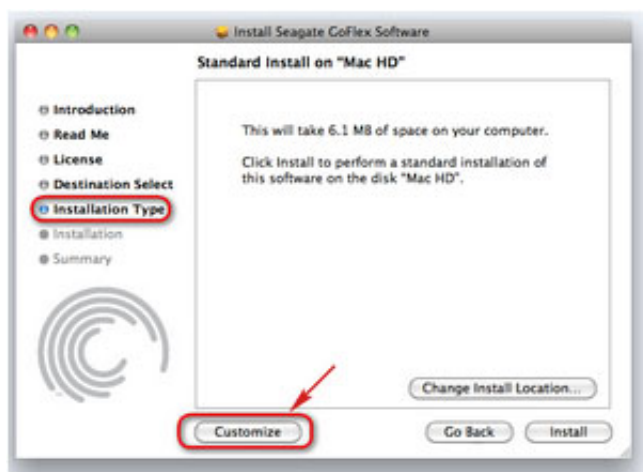 Install Seagate GoFlex Software
Standard Install on "Mac HD"
Introduction
Read Me
License
Destination Select
Installation Type
Installation
Summary
This will take 6.1 MB of space on your computer.
Click Install to perform a standard installation of
this software on the disk "Mac HD".
Change Install Location...
Customize
Go Back
Install